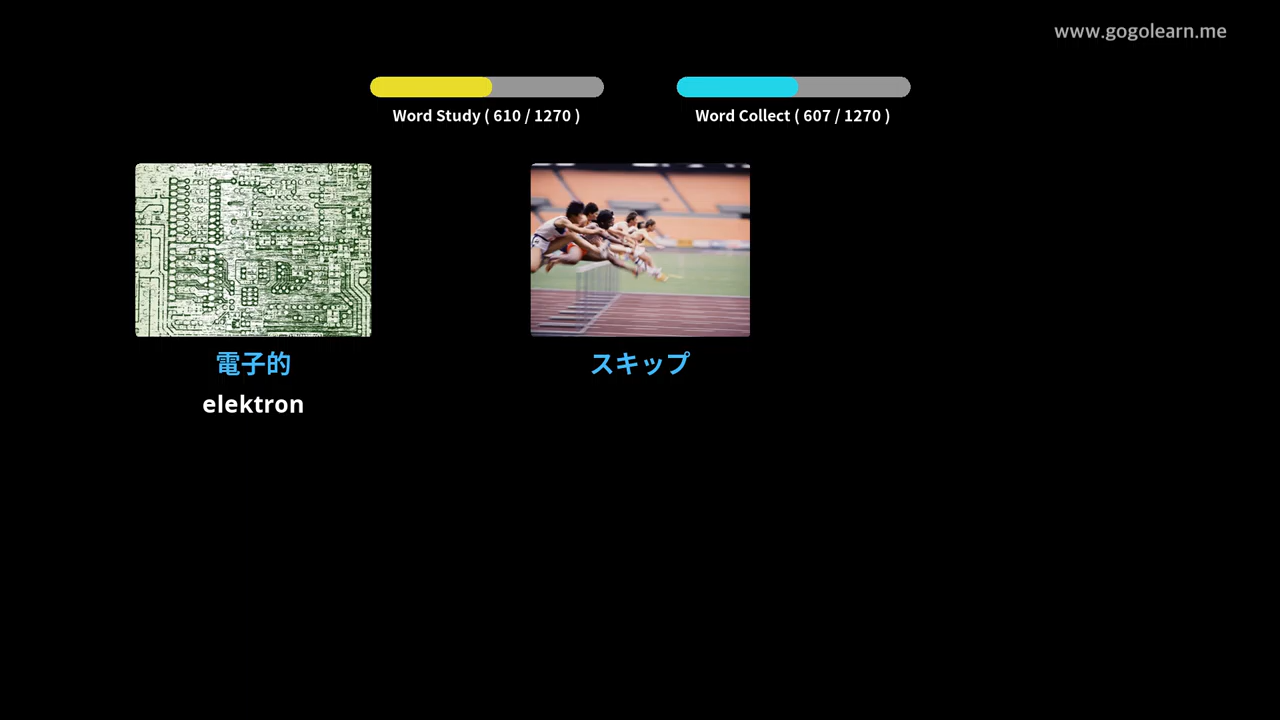 www.gogolearn.me
Word Study ( 610 / 1270 )
Word Collect ( 607 / 1270 )
電子的
スキップ
elektron